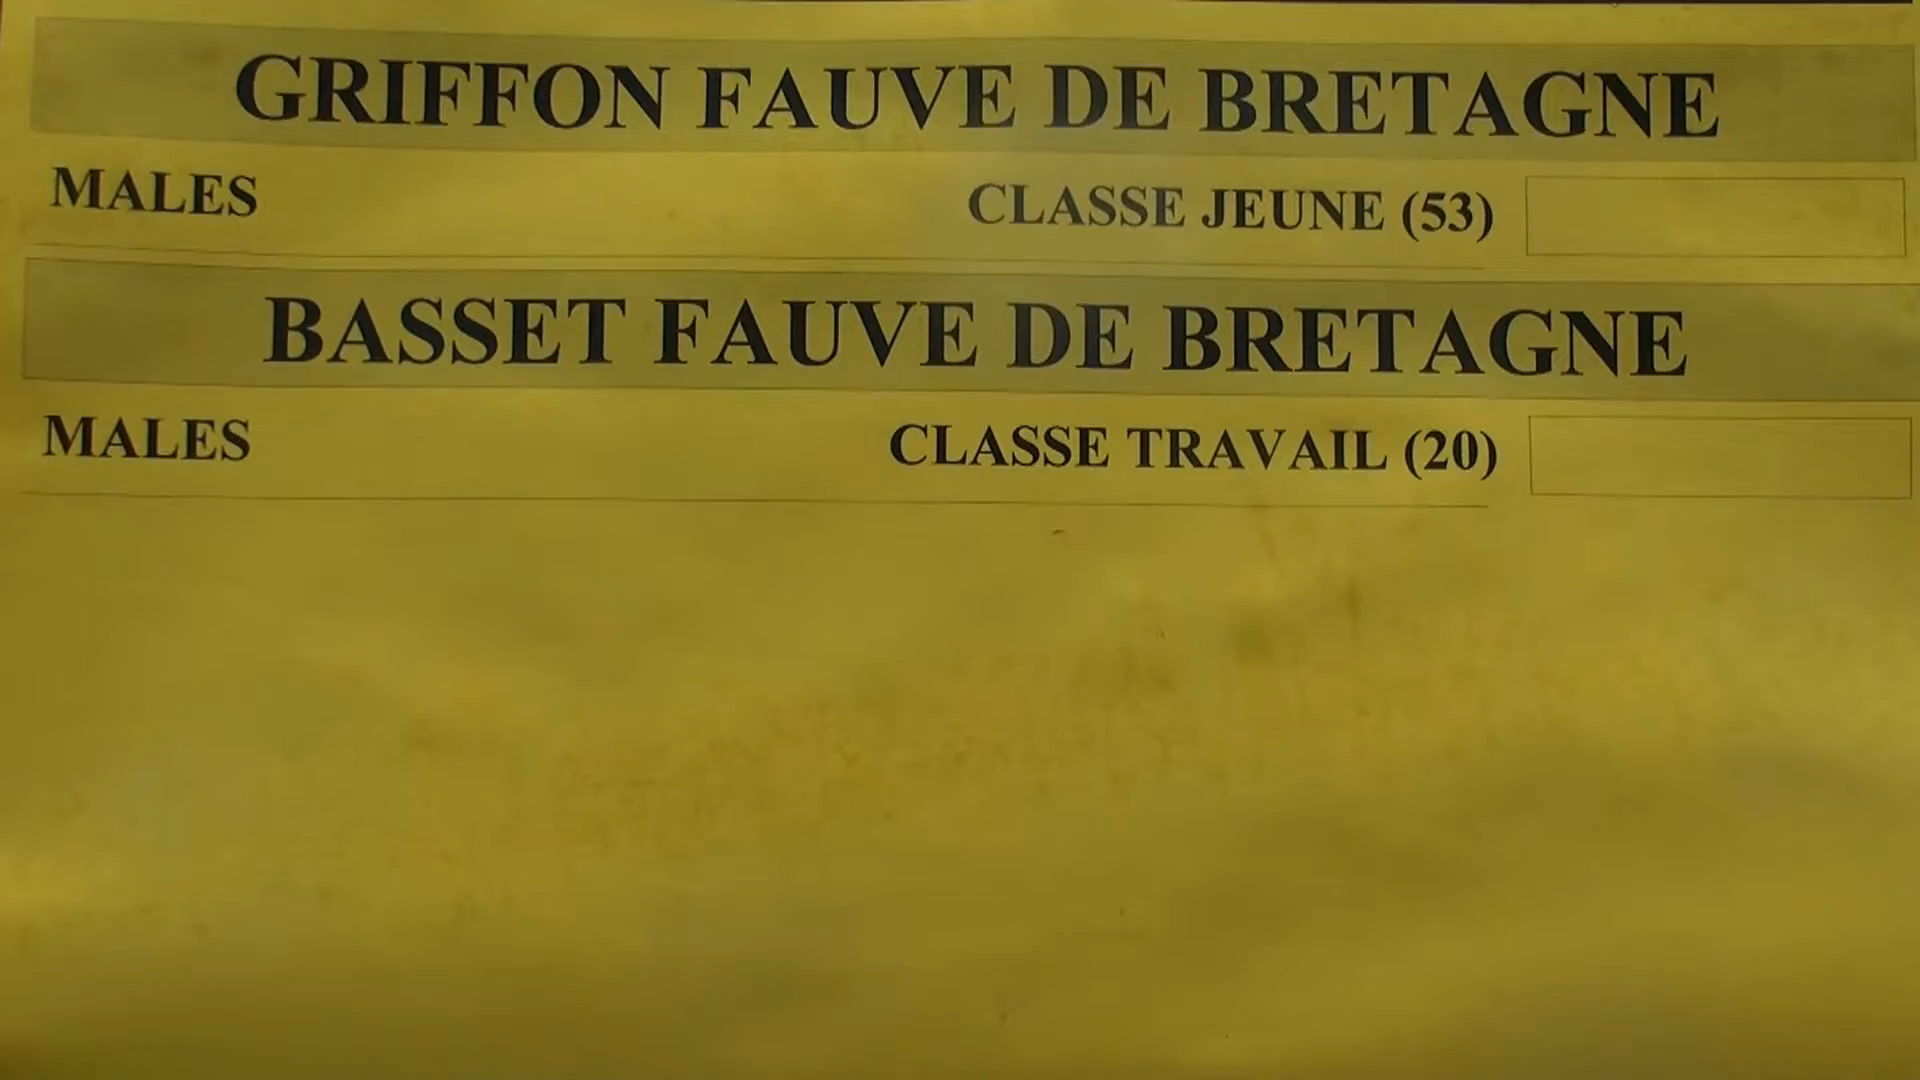 GRIFFON FAUVE DE BRETAGNE
MALES CLASSE JEUNE (53)
BASSET FAUVE DE BRETAGNE
MALES CLASSE TRAVAIL (20)